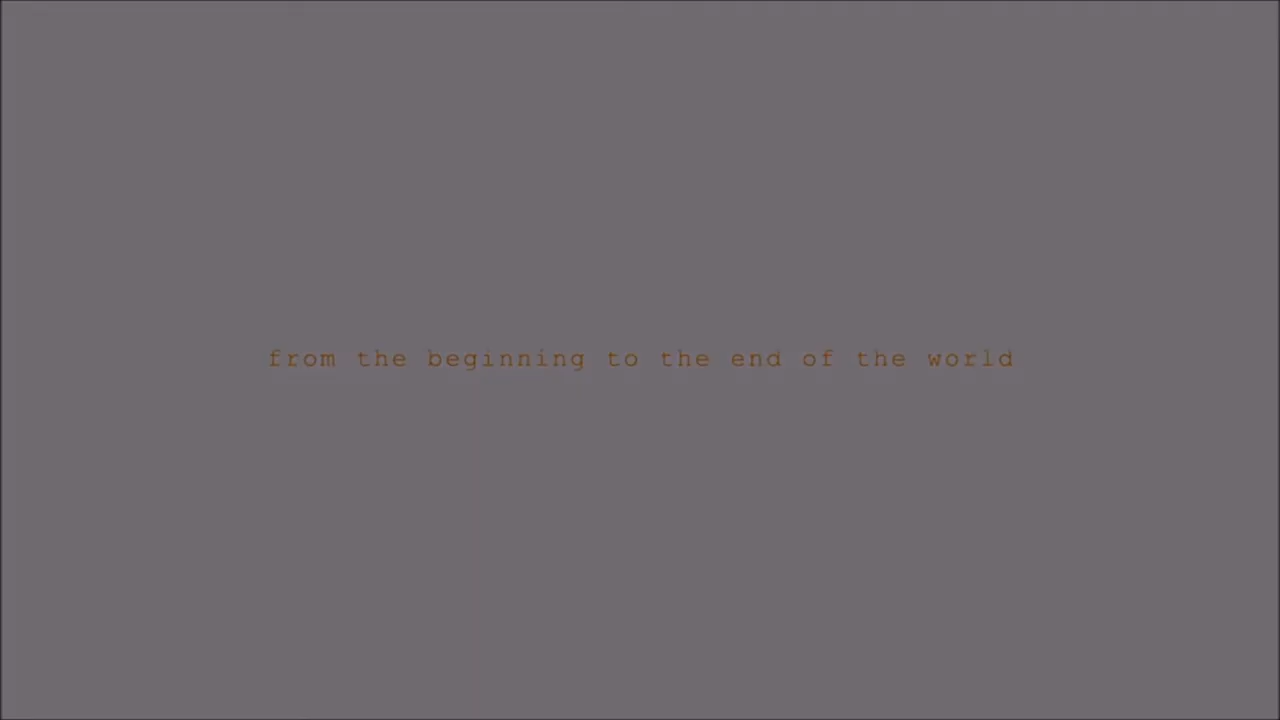 from the beginning to the end of the world